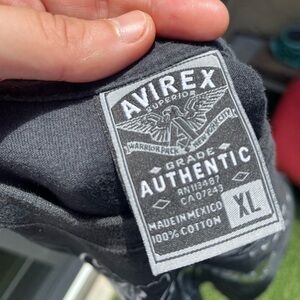 AVIREX
SUPERIOR
WARRIOR PACK
GRADE
AUTHENTIC
RN113487
CA07243
MADE IN MEXICO
100% COTTON
XL